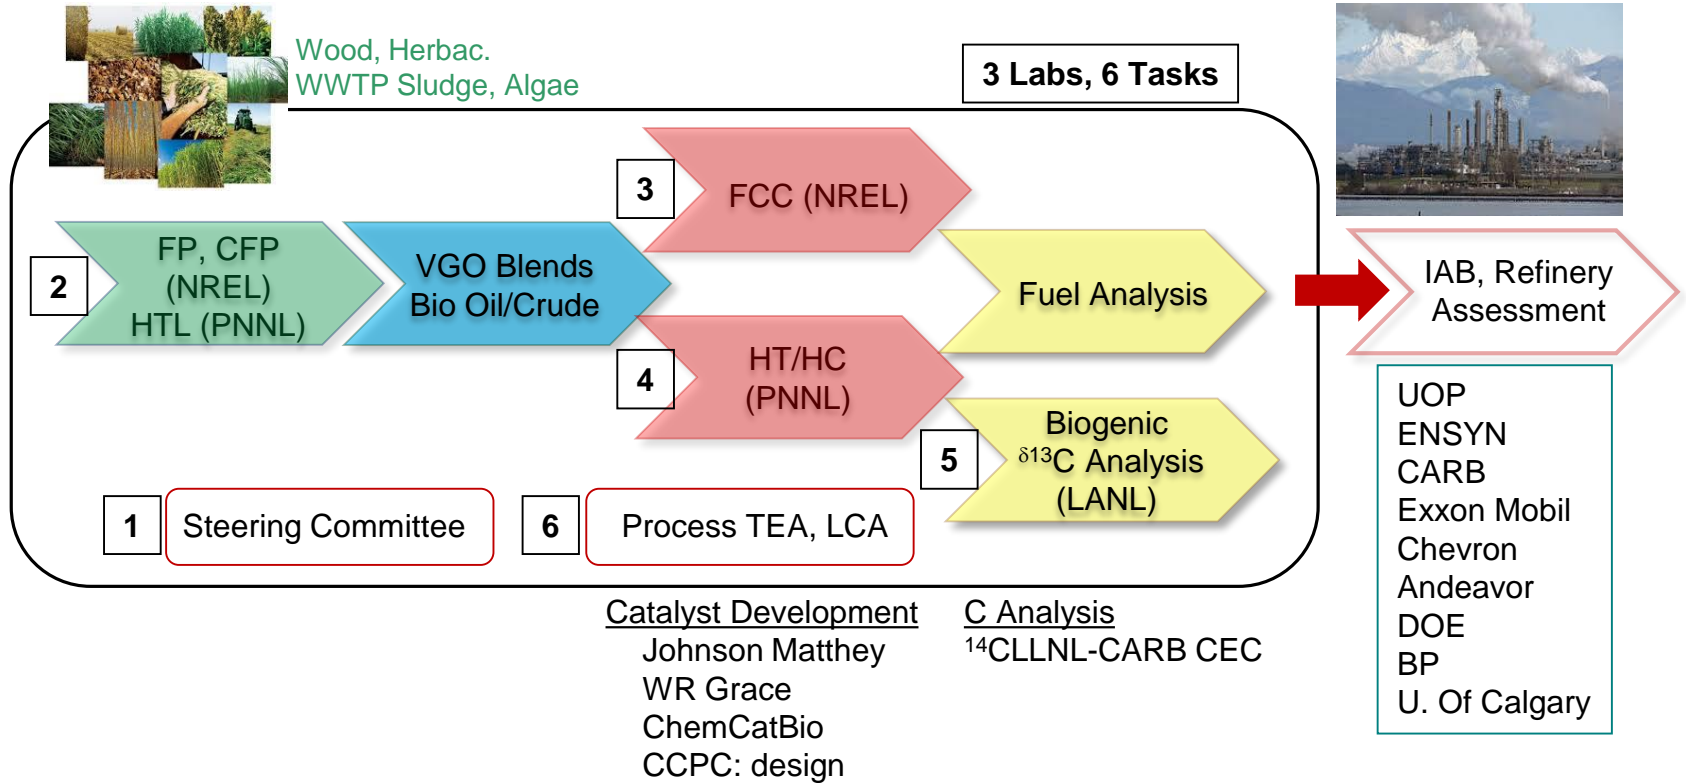 Wood, Herbac.
WWTP Sludge, Algae
3 Labs, 6 Tasks
2
FP, CFP
(NREL)
HTL (PNNL)
VGO Blends
Bio Oil/Crude
3
FCC (NREL)
4
HT/HC
(PNNL)
Fuel Analysis
5
Biogenic
δ13C Analysis
(LANL)
1
Steering Committee
6
Process TEA, LCA
IAB, Refinery
Assessment
UOP
ENSYN
CARB
Exxon Mobil
Chevron
Andeavor
DOE
BP
U. Of Calgary
Catalyst Development
Johnson Matthey
WR Grace
ChemCatBio
CCPC: design
C Analysis
14CLLNL-CARB CEC